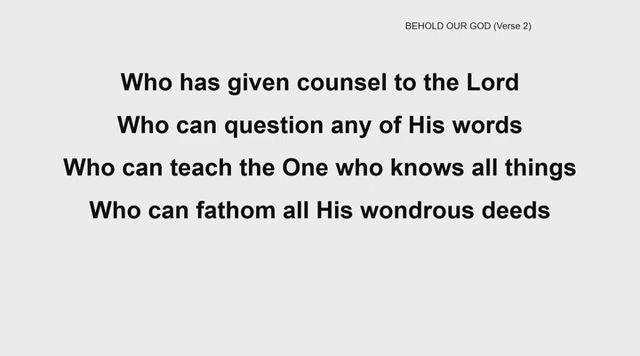 BEHOLD OUR GOD (Verse 2)
Who has given counsel to the Lord
Who can question any of His words
Who can teach the One who knows all things
Who can fathom all His wondrous deeds